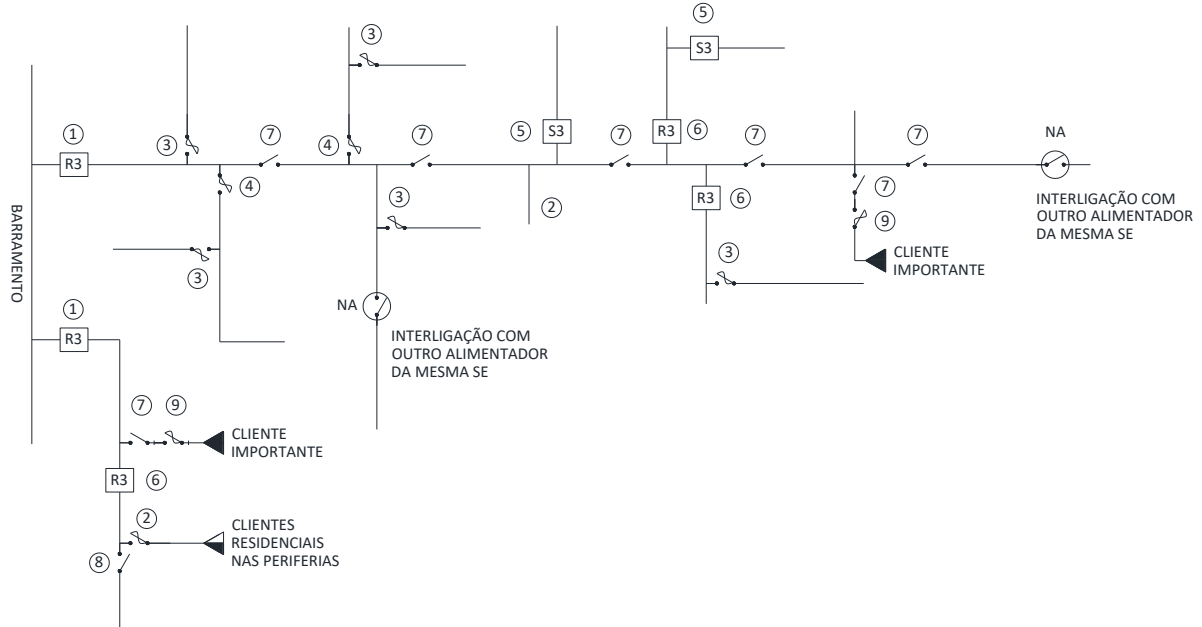 5
3
S3
1
3
7
4
7
5
S3
7
R3
6
7
7
NA
R3
4
3
2
R3
6
7
9
INTERLIGAÇÃO COM
OUTRO ALIMENTADOR
DA MESMA SE
BARRAMENTO
3
3
CLIENTE
IMPORTANTE
1
NA
R3
INTERLIGAÇÃO COM
OUTRO ALIMENTADOR
DA MESMA SE
7
9
CLIENTE
IMPORTANTE
R3
6
2
CLIENTES
RESIDENCIAIS
NAS PERIFERIAS
8